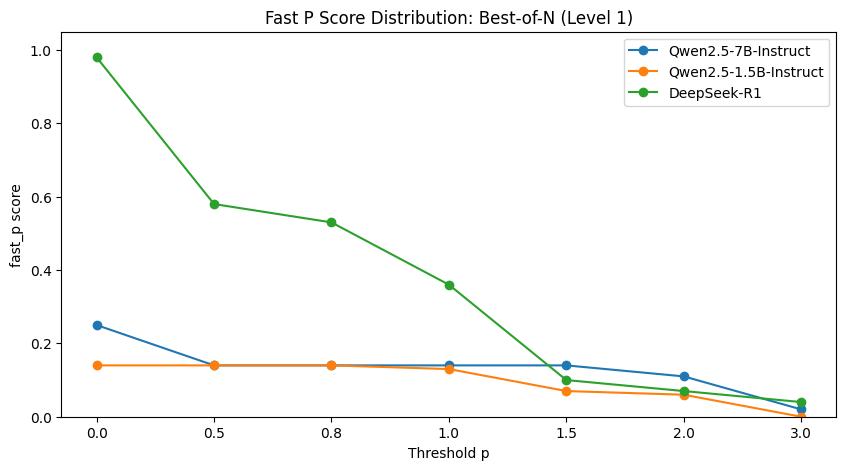 Fast P Score Distribution: Best-of-N (Level 1)
Qwen2.5-7B-Instruct
Qwen2.5-1.5B-Instruct
DeepSeek-R1
fast_p score
1.0
0.8
0.6
0.4
0.2
0.0
0.0 0.5 0.8 1.0 1.5 2.0 3.0
Threshold p